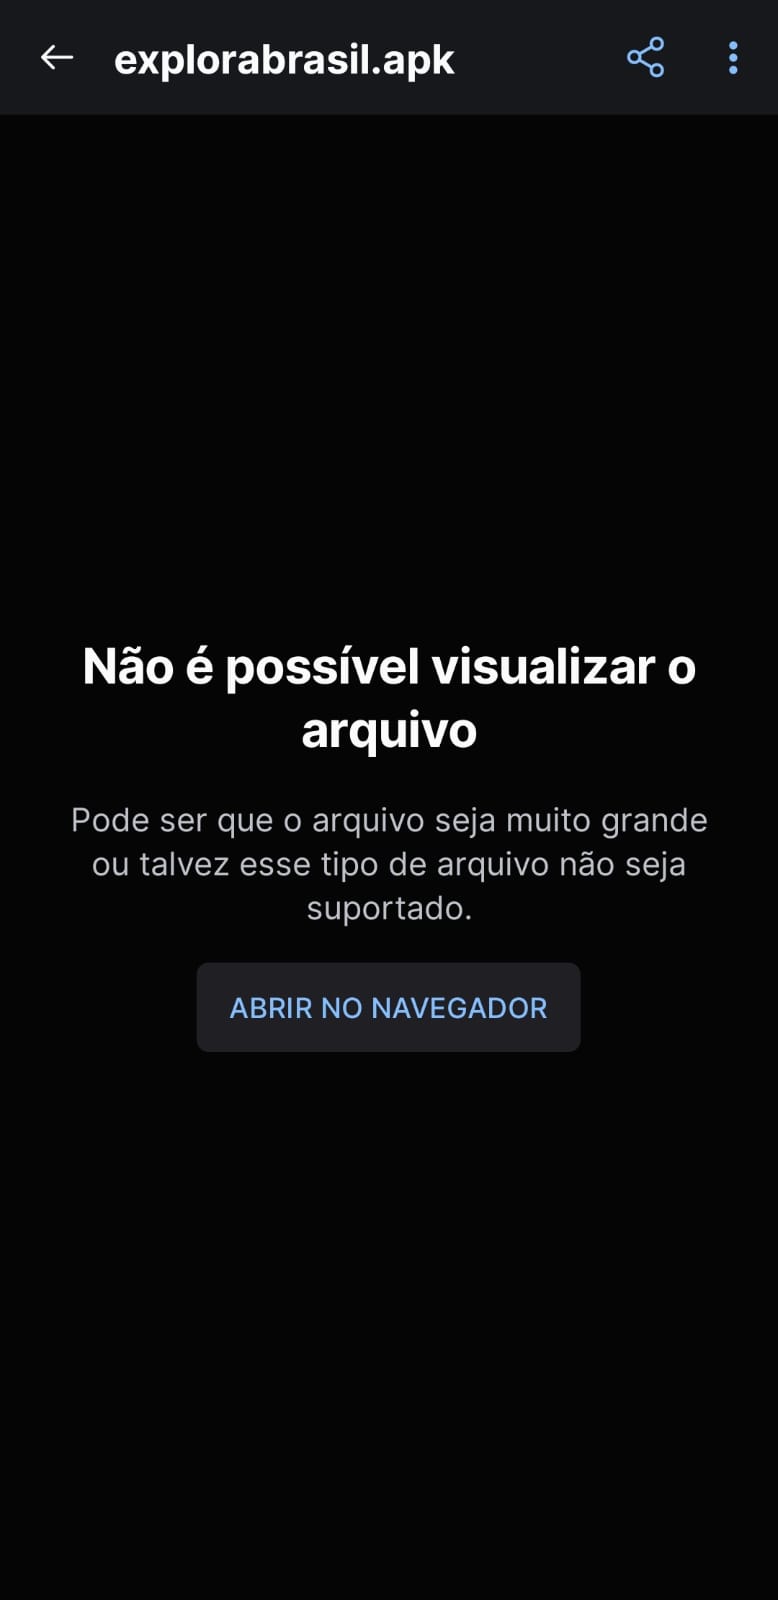 explorabrasil.apk
Não é possível visualizar o
arquivo
Pode ser que o arquivo seja muito grande
ou talvez esse tipo de arquivo não seja
suportado.
ABRIR NO NAVEGADOR